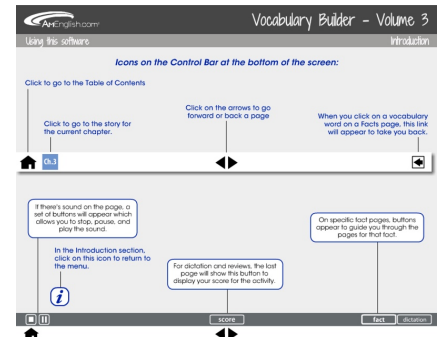 AMEnglish.com
Vocabulary Builder - Volume 3
Using this software
Introduction
Icons on the Control Bar at the bottom of the screen:
Click to go to the Table of Contents
Click to go to the story for
the current chapter.
Click on the arrows to go
forward or back a page
When you click on a vocabulary
word on a Facts page, this link
will appear to take you back.
Ch.3
If there's sound on the page, a
set of buttons will appear which
allows you to stop, pause, and
play the sound.
In the Introduction section,
click on this icon to return to
the menu.
i
For dictation and reviews, the last
page will show this button to
display your score for the activity.
On specific fact pages, buttons
appear to guide you through the
pages for that fact.
score
fact
dictation